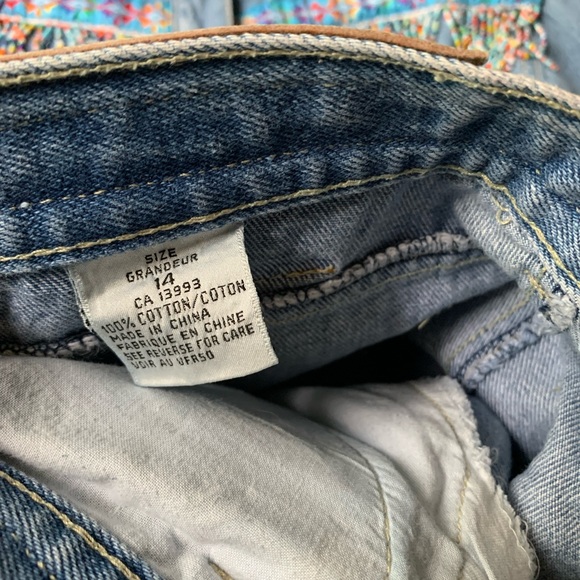 SIZE
GRANDEUR
14
CA 13993
100% COTTON/COTON
MADE IN CHINA
FABRIQUE EN CHINE
SEE REVERSE FOR CARE
VOIR AU VERSO